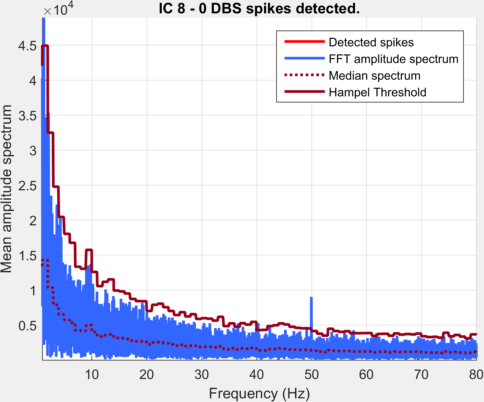 IC 8 - 0 DBS spikes detected.
×10⁴
Detected spikes
FFT amplitude spectrum
Median spectrum
Hampel Threshold
4.5
4
3.5
3
2.5
2
1.5
1
0.5
Mean amplitude spectrum
10 20 30 40 50 60 70 80
Frequency (Hz)